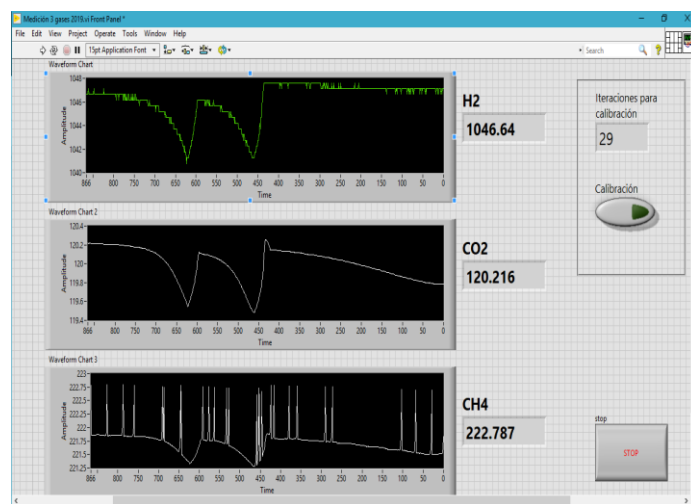 Medición 3 gases 2019.vi Front Panel *
File Edit View Project Operate Tools Window Help
15pt Application Font
Search
Waveform Chart
1048
1046
1044
1042
1040
Amplitude
866 800 750 700 650 600 550 500 450 400 350 300 250 200 150 100 50 0
Time
H2
1046.64
Iteraciones para
calibración
29
Calibración
Waveform Chart 2
120.4
120.2
120
119.8
119.6
119.4
Amplitude
866 800 750 700 650 600 550 500 450 400 350 300 250 200 150 100 50 0
Time
CO2
120.216
Waveform Chart 3
223
222.75
222.5
222.25
222
221.75
221.5
221.25
Amplitude
866 800 750 700 650 600 550 500 450 400 350 300 250 200 150 100 50 0
Time
CH4
222.787
stop
STOP